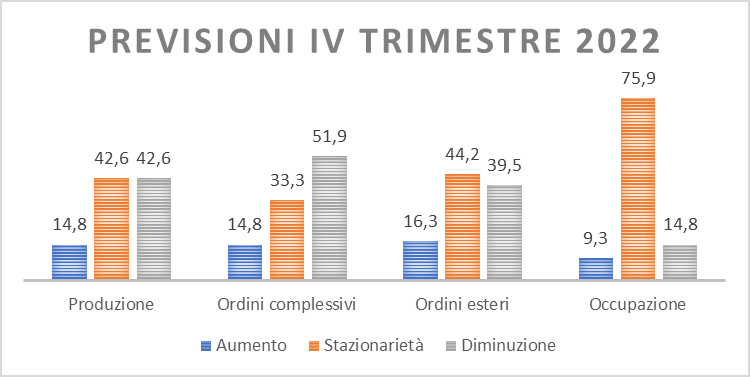 PREVISIONI IV TRIMESTRE 2022
14,8 42,6 42,6
14,8 33,3 51,9
16,3 44,2 39,5
9,3 75,9 14,8
Produzione Ordini complessivi Ordini esteri Occupazione
Aumento Stazionarietà Diminuzione